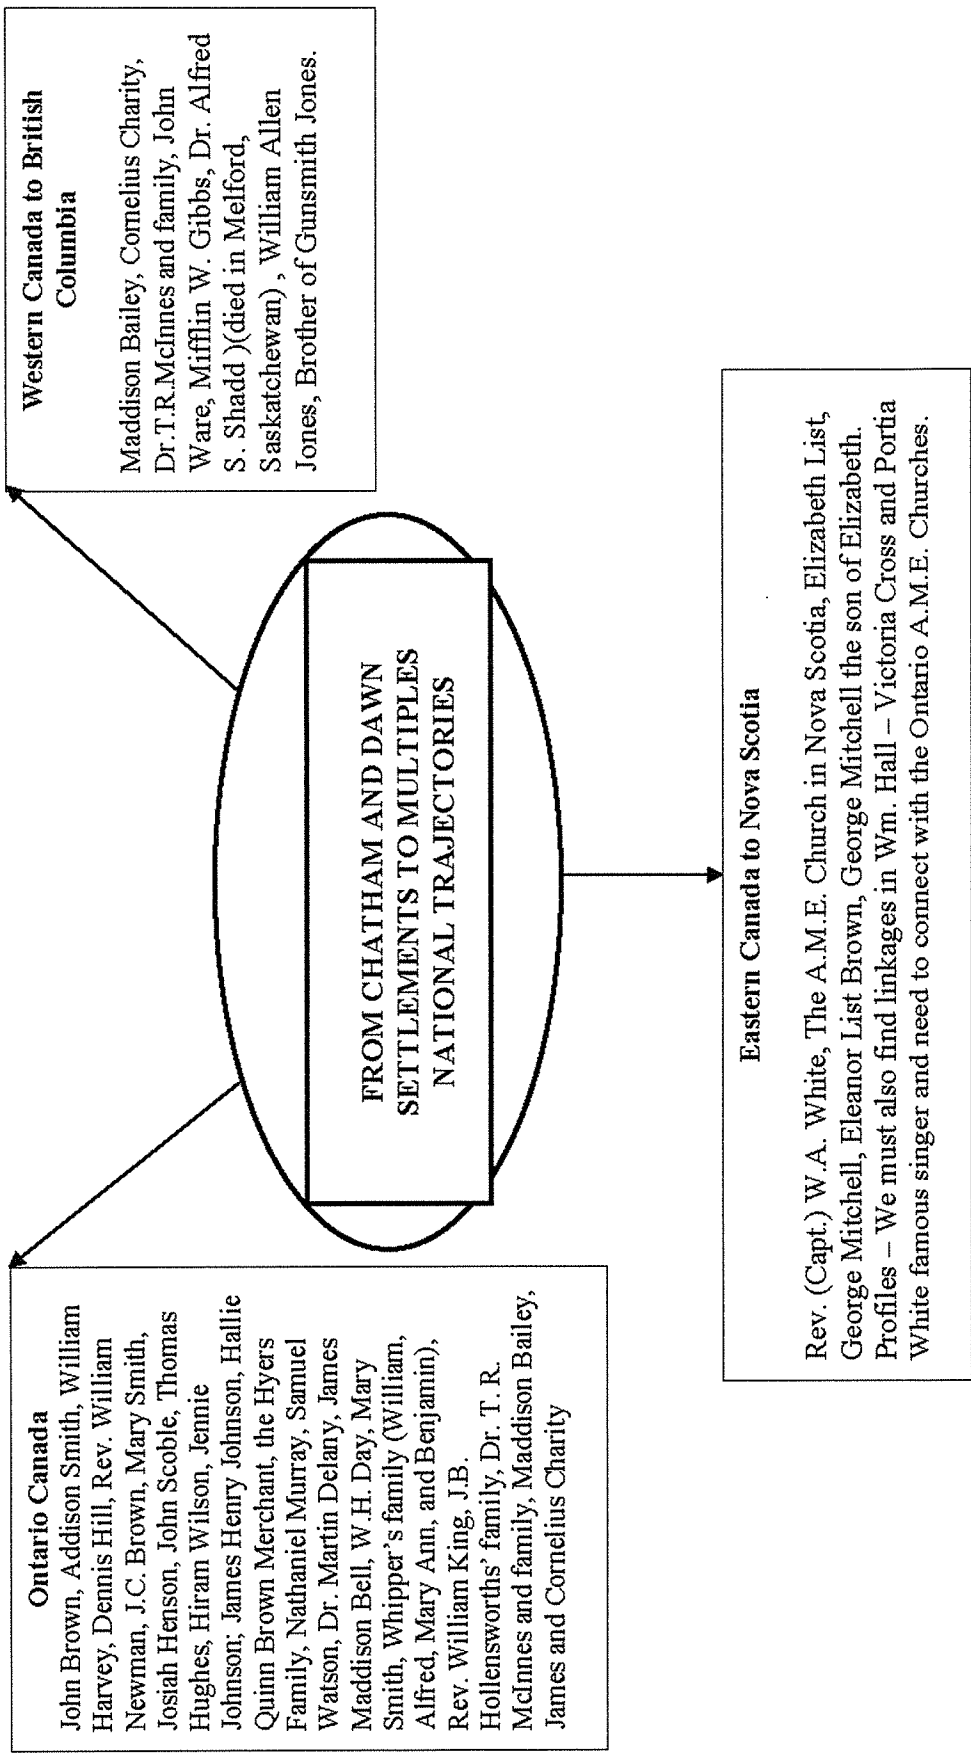 Ontario Canada
John Brown, Addison Smith, William
Harvey, Dennis Hill, Rev. William
Newman, J.C. Brown, Mary Smith,
Josiah Henson, John Scoble, Thomas
Hughes, Hiram Wilson, Jennie
Johnson; James Henry Johnson, Hallie
Quinn Brown Merchant, the Hyers
Family, Nathaniel Murray, Samuel
Watson, Dr. Martin Delany, James
Maddison Bell, W.H. Day, Mary
Smith, Whipper's family (William,
Alfred, Mary Ann, and Benjamin),
Rev. William King, J.B.
Hollensworths' family, Dr. T. R.
McInnes and family, Maddison Bailey,
James and Cornelius Charity
Western Canada to British
Columbia
Maddison Bailey, Cornelius Charity,
Dr.T.R.McInnes and family, John
Ware, Mifflin W. Gibbs, Dr. Alfred
S. Shadd )(died in Melford,
Saskatchewan) , William Allen
Jones, Brother of Gunsmith Jones.
FROM CHATHAM AND DAWN
SETTLEMENTS TO MULTIPLES
NATIONAL TRAJECTORIES
Eastern Canada to Nova Scotia
Rev. (Capt.) W.A. White, The A.M.E. Church in Nova Scotia, Elizabeth List,
George Mitchell, Eleanor List Brown, George Mitchell the son of Elizabeth.
Profiles – We must also find linkages in Wm. Hall – Victoria Cross and Portia
White famous singer and need to connect with the Ontario A.M.E. Churches.